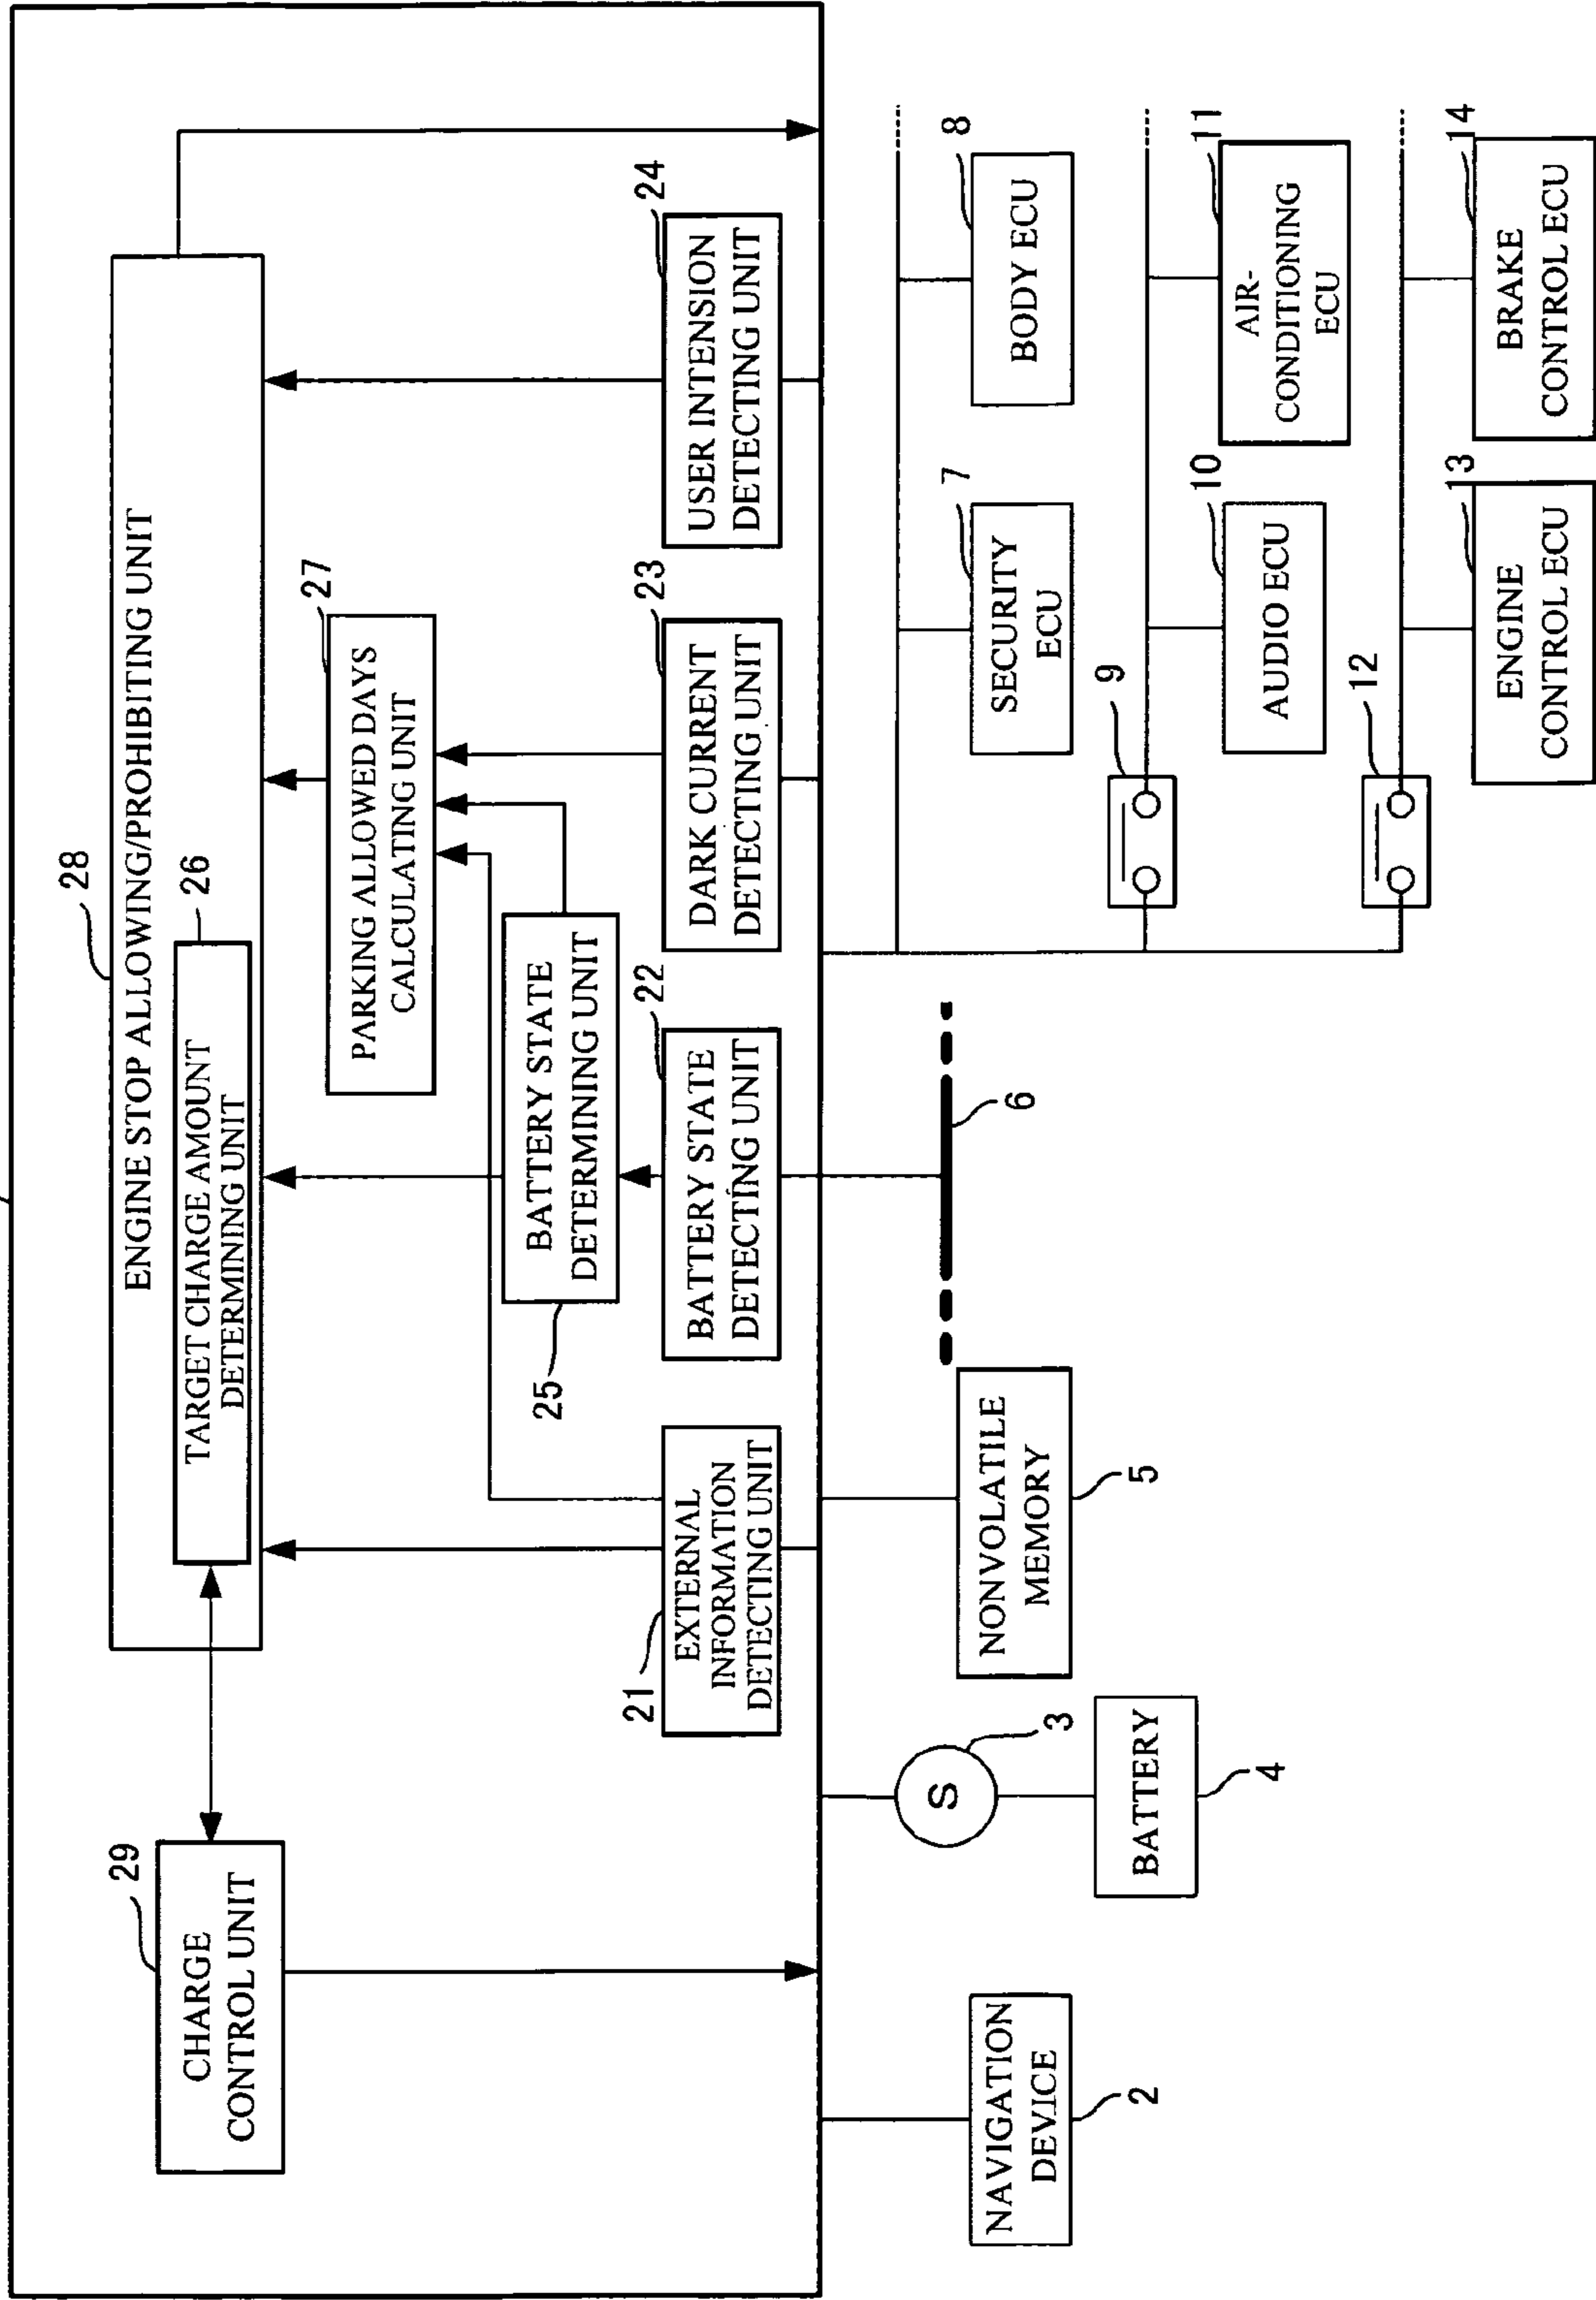 28
ENGINE STOP ALLOWING/PROHIBITING UNIT
29
CHARGE
CONTROL UNIT
TARGET CHARGE AMOUNT
DETERMINING UNIT
26
27
PARKING ALLOWED DAYS
CALCULATING UNIT
25
BATTERY STATE
DETERMINING UNIT
21
EXTERNAL
INFORMATION
DETECTING UNIT
22
BATTERY STATE
DETECTING UNIT
23
DARK CURRENT
DETECTING UNIT
24
USER INTENSION
DETECTING UNIT
NAVIGATION
DEVICE
2
S
3
BATTERY
4
NONVOLATILE
MEMORY
5
6
7
SECURITY
ECU
8
BODY ECU
9
10
AUDIO ECU
11
AIR-
CONDITIONING
ECU
12
13
ENGINE
CONTROL ECU
14
BRAKE
CONTROL ECU